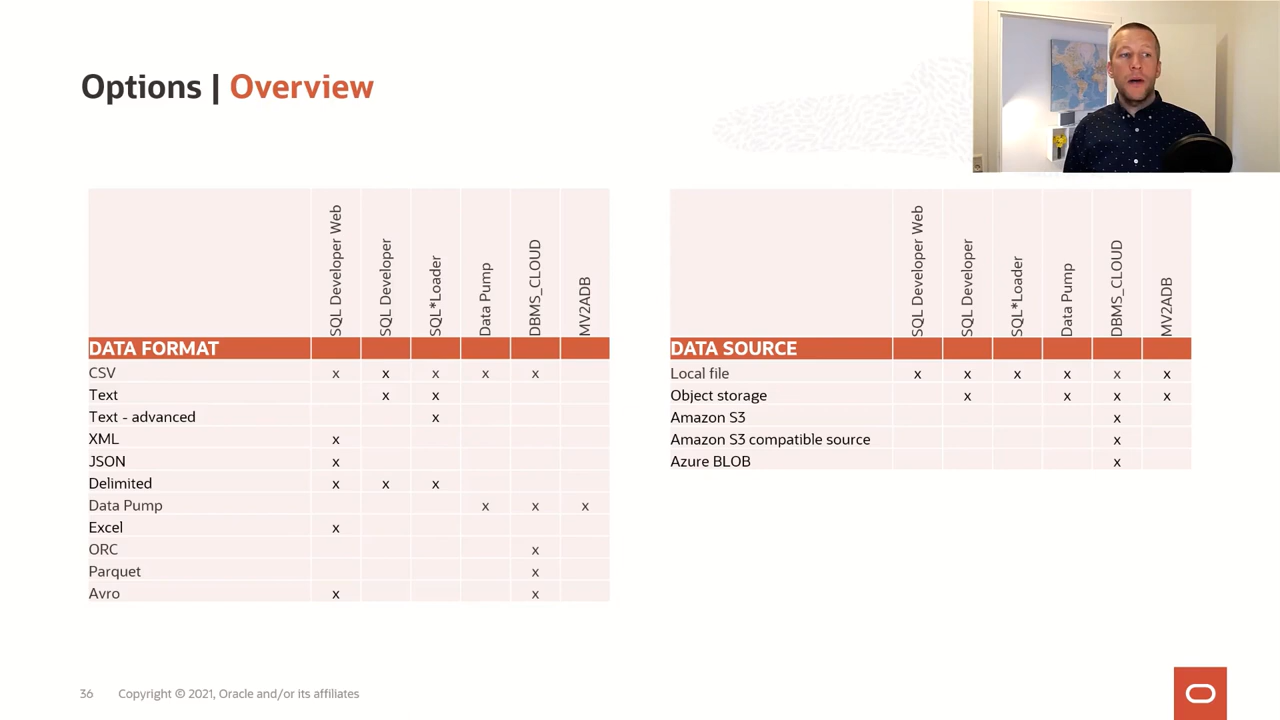 Options | Overview
SQL Developer Web
SQL Developer
SQL*Loader
Data Pump
DBMS_CLOUD
MV2ADB
DATA FORMAT
CSV x x x x x
Text x x
Text - advanced x
XML x
JSON x
Delimited x x x
Data Pump x x x
Excel x
ORC x
Parquet x
Avro x x
SQL Developer Web
SQL Developer
SQL*Loader
Data Pump
DBMS_CLOUD
MV2ADB
DATA SOURCE
Local file x x x x x x
Object storage x x x x
Amazon S3 x
Amazon S3 compatible source x
Azure BLOB x
36 Copyright © 2021, Oracle and/or its affiliates